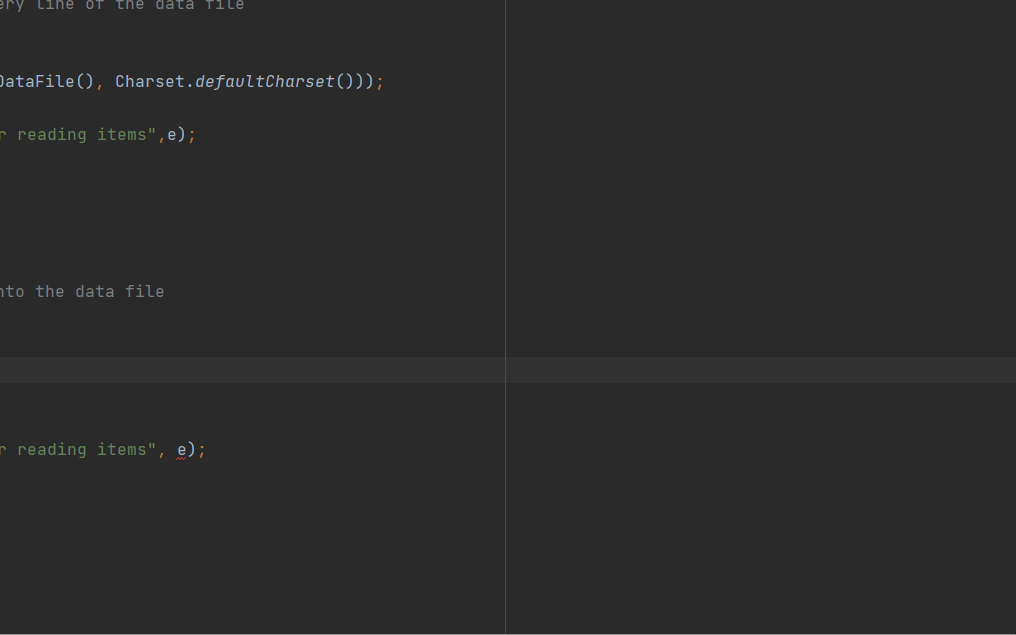 ery line of the data file
DataFile(), Charset.defaultCharset()));
r reading items",e);
nto the data file
r reading items", e);